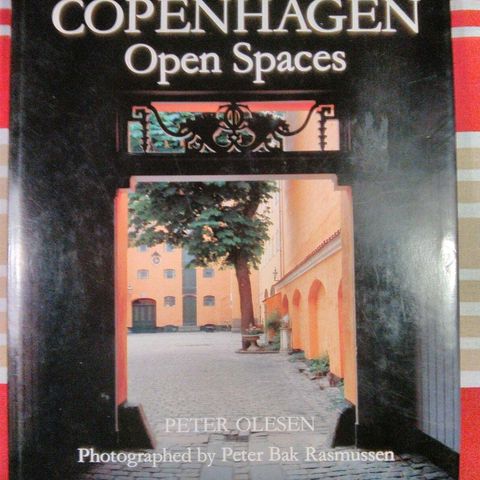 COPENHAGEN
Open Spaces
PETER OLESEN
Photographed by Peter Bak Rasmussen